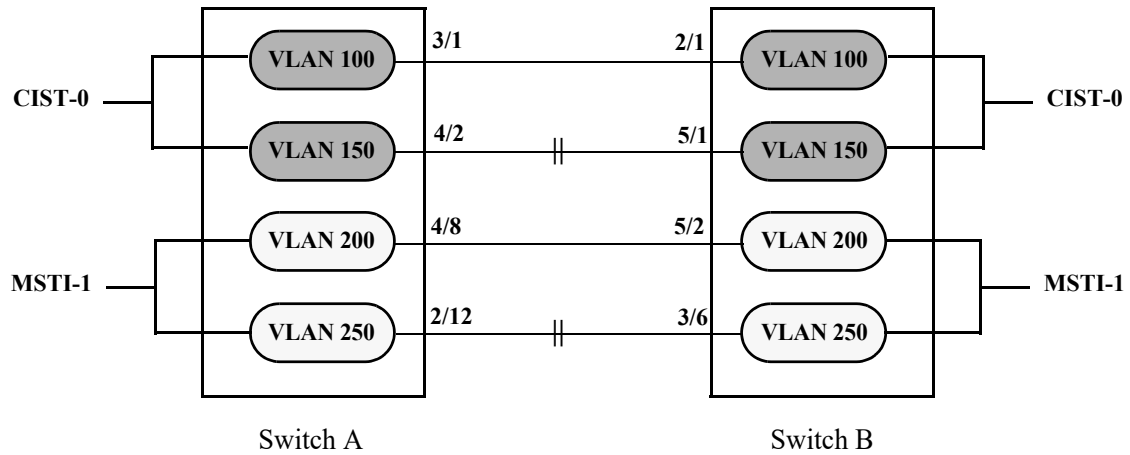 3/1 2/1
VLAN 100 VLAN 100
CIST-0 CIST-0
4/2 5/1
VLAN 150 VLAN 150
4/8 5/2
VLAN 200 VLAN 200
MSTI-1 MSTI-1
2/12 3/6
VLAN 250 VLAN 250
Switch A Switch B